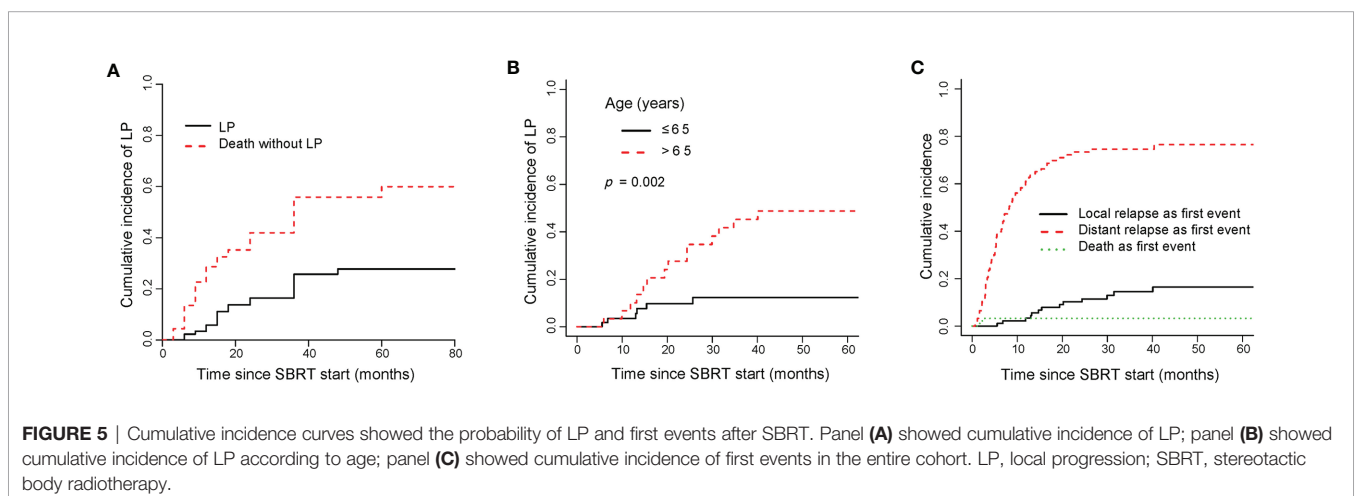 A
Cumulative incidence of LP
1.0
0.8
0.6
0.4
0.2
0.0
LP
Death without LP
0 20 40 60 80
Time since SBRT start (months)
B
Cumulative incidence of LP
1.0
0.8
0.6
0.4
0.2
0.0
Age (years)
≤6 5
>6 5
p = 0.002
0 10 20 30 40 50 60
Time since SBRT start (months)
C
Cumulative incidence
1.0
0.8
0.6
0.4
0.2
0.0
Local relapse as first event
Distant relapse as first event
Death as first event
0 10 20 30 40 50 60
Time since SBRT start (months)
FIGURE 5 | Cumulative incidence curves showed the probability of LP and first events after SBRT. Panel (A) showed cumulative incidence of LP; panel (B) showed
cumulative incidence of LP according to age; panel (C) showed cumulative incidence of first events in the entire cohort. LP, local progression; SBRT, stereotactic
body radiotherapy.